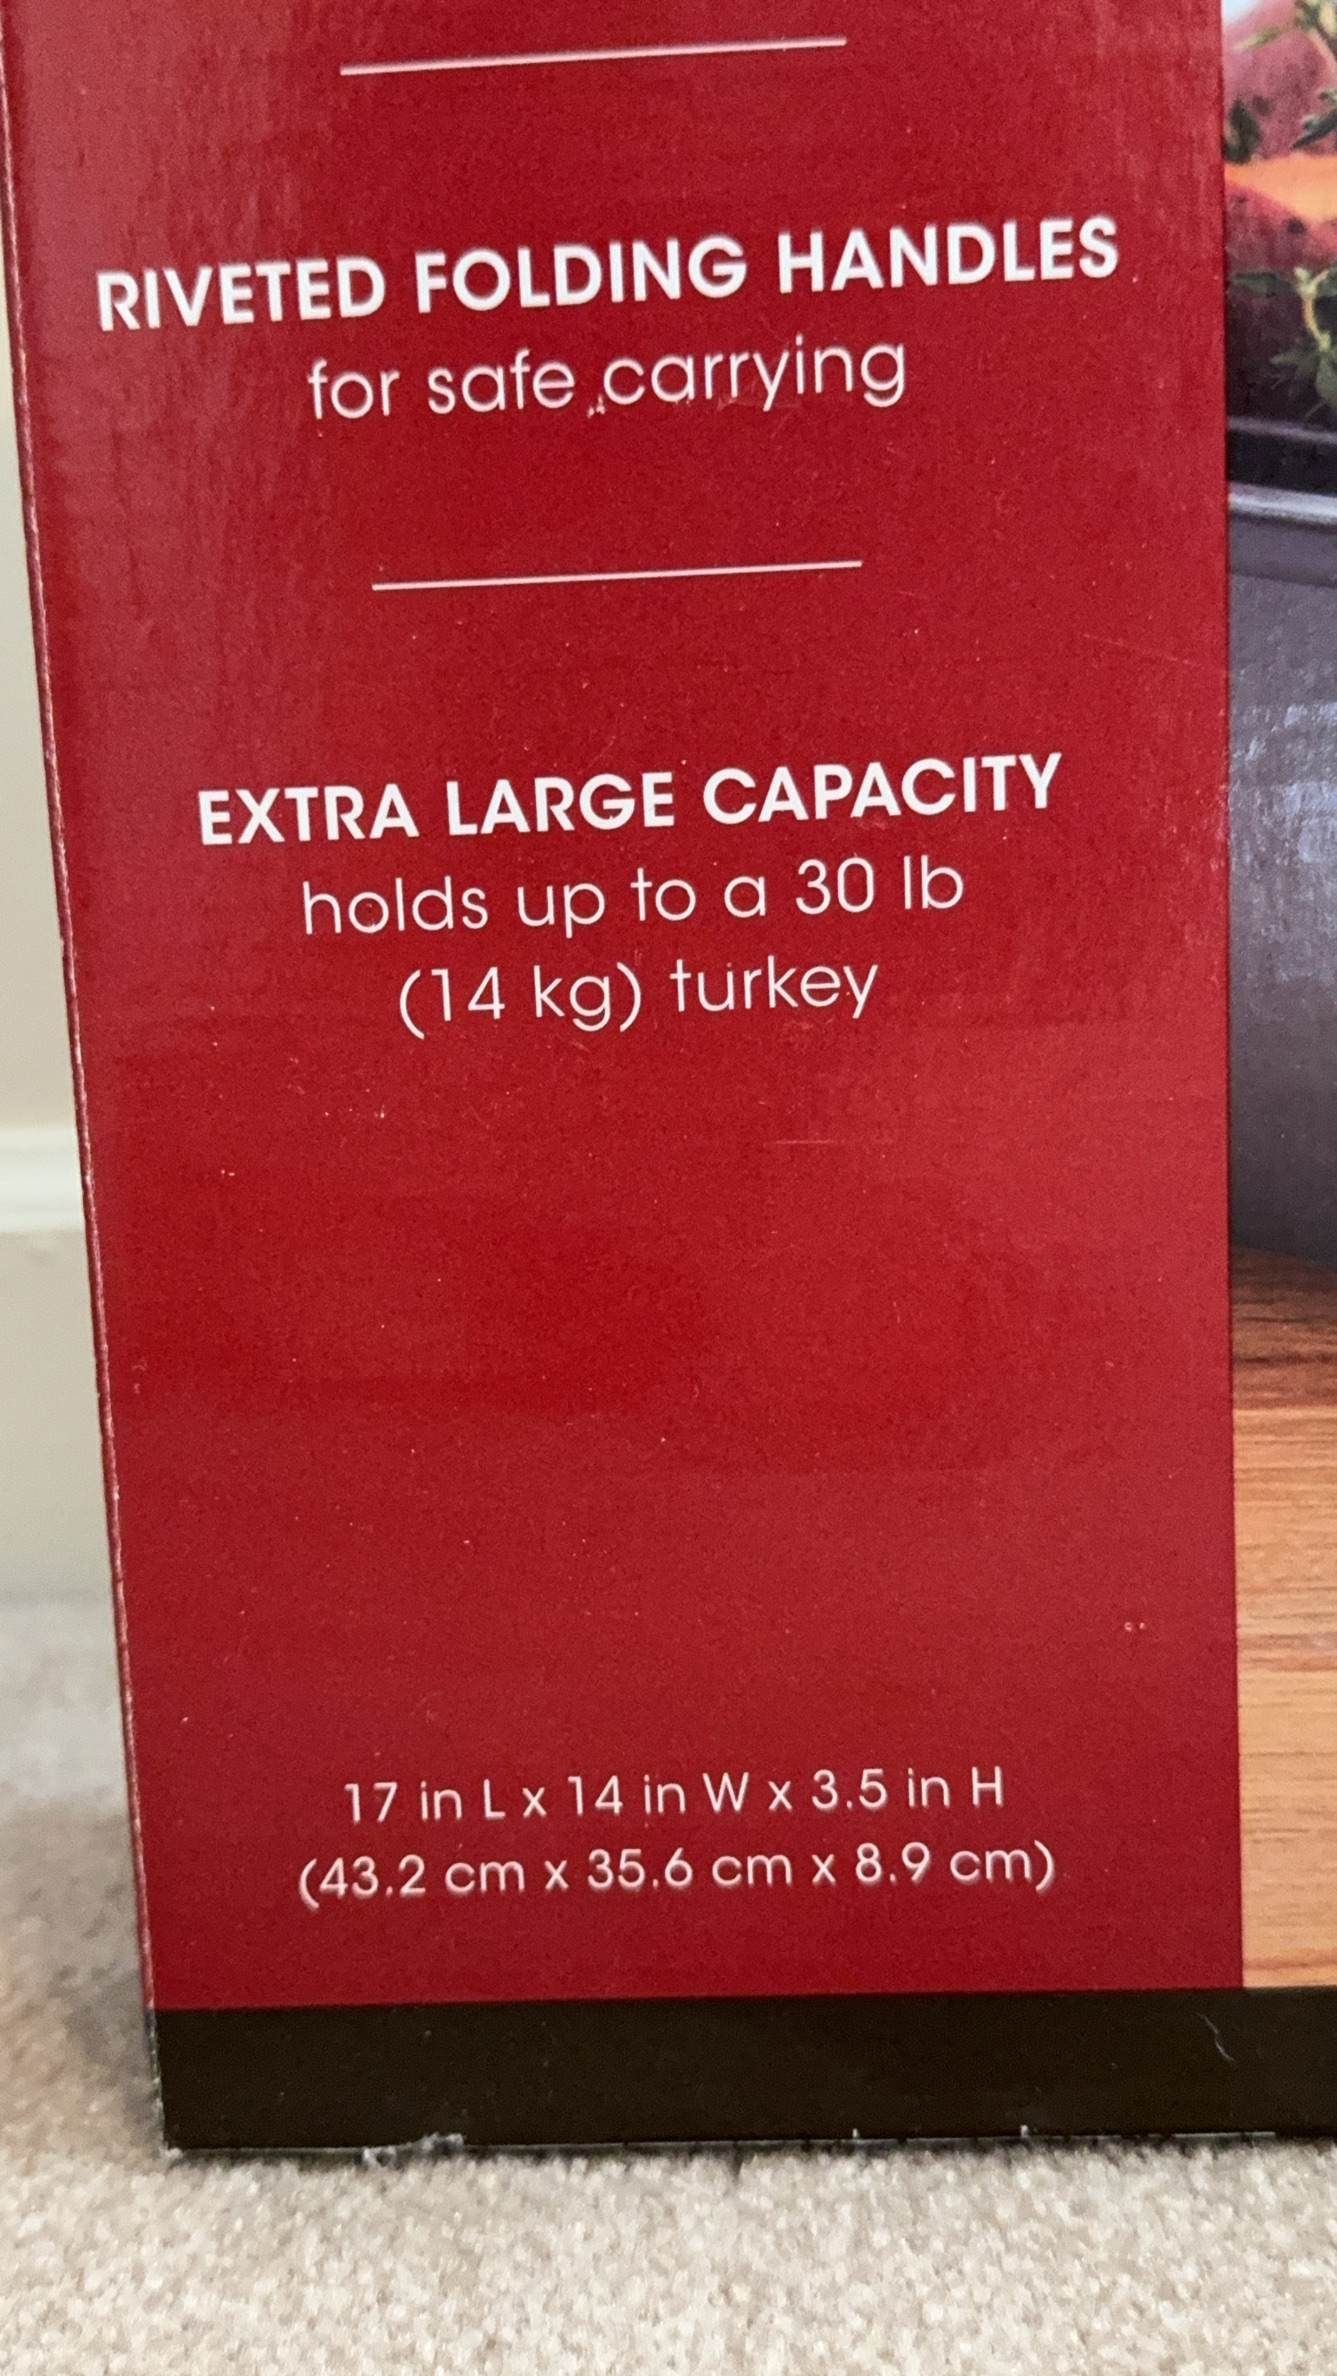 RIVETED FOLDING HANDLES
for safe carrying
EXTRA LARGE CAPACITY
holds up to a 30 lb
(14 kg) turkey
17 in L x 14 in W x 3.5 in H
(43.2 cm x 35.6 cm x 8.9 cm)